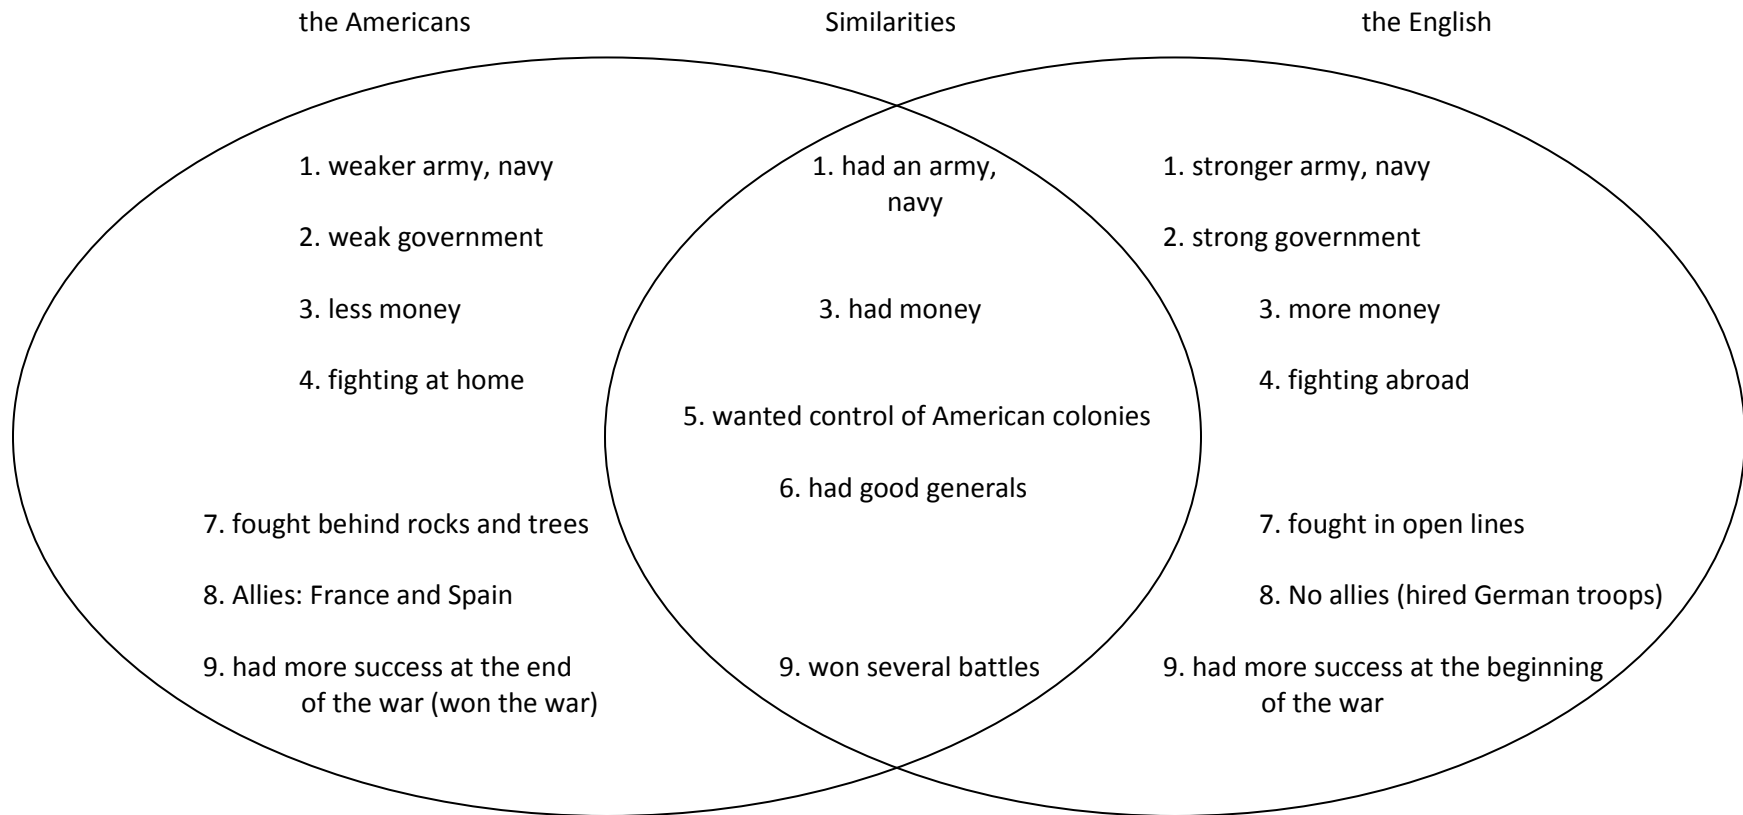 the Americans
Similarities
the English
1. weaker army, navy
2. weak government
3. less money
4. fighting at home
7. fought behind rocks and trees
8. Allies: France and Spain
9. had more success at the end
of the war (won the war)
1. had an army,
navy
3. had money
5. wanted control of American colonies
6. had good generals
9. won several battles
1. stronger army, navy
2. strong government
3. more money
4. fighting abroad
7. fought in open lines
8. No allies (hired German troops)
9. had more success at the beginning
of the war